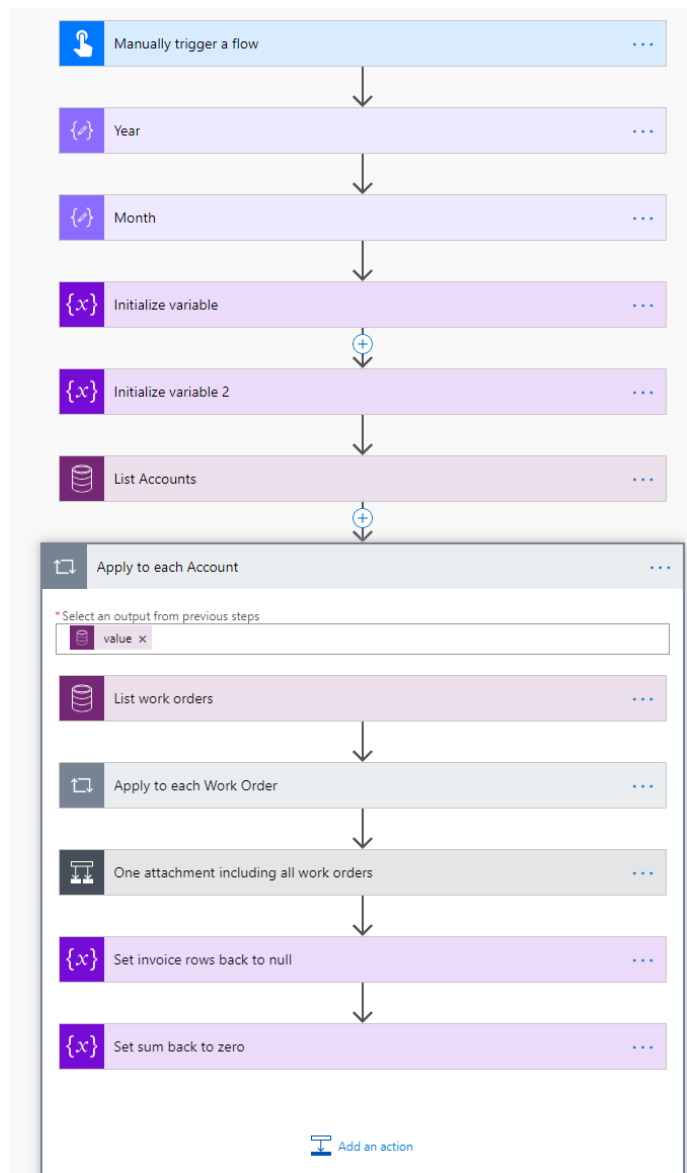 Manually trigger a flow
Year
Month
Initialize variable
Initialize variable 2
List Accounts
Apply to each Account
*Select an output from previous steps
value ×
List work orders
Apply to each Work Order
One attachment including all work orders
Set invoice rows back to null
Set sum back to zero
Add an action